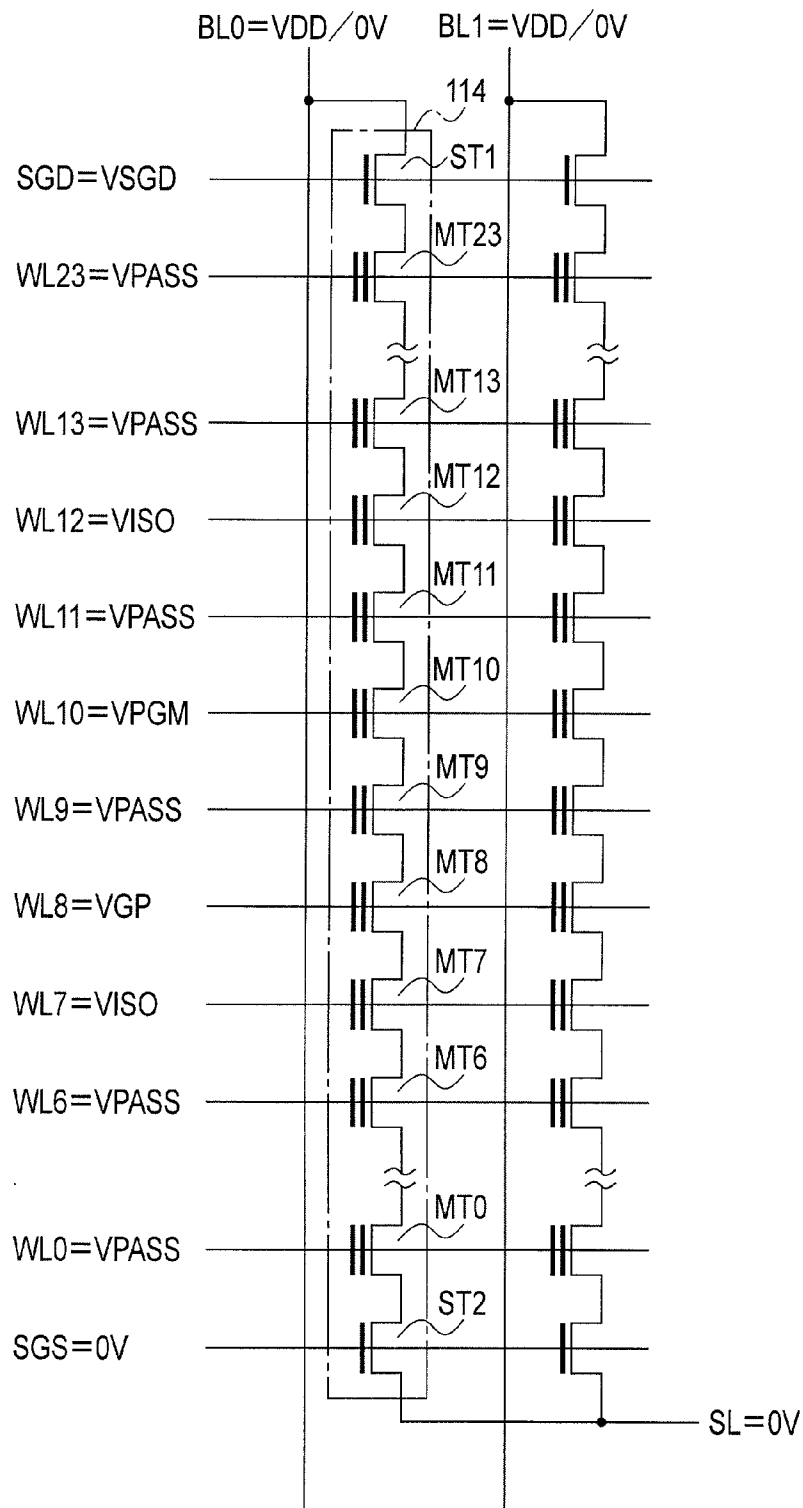 BL0=VDD/0V BL1=VDD/0V
114
SGD=VSGD ST1
WL23=VPASS MT23
WL13=VPASS MT13
WL12=VISO MT12
WL11=VPASS MT11
WL10=VPGM MT10
WL9=VPASS MT9
WL8=VGP MT8
WL7=VISO MT7
WL6=VPASS MT6
WL0=VPASS MT0
SGS=0V ST2
SL=0V